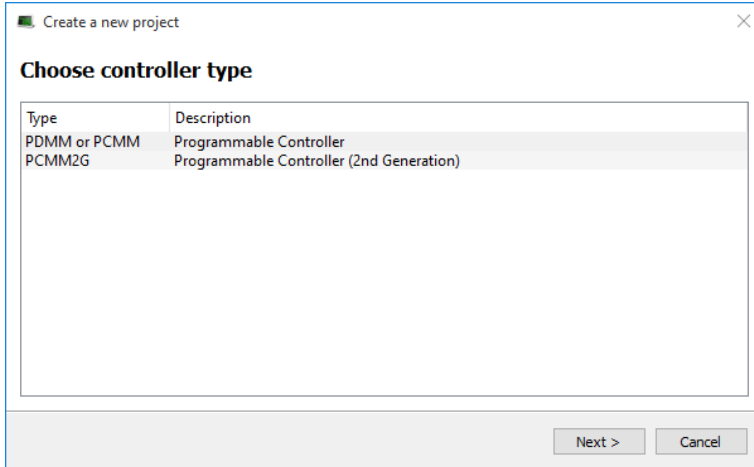 Create a new project
Choose controller type
Type Description
PDMM or PCMM Programmable Controller
PCMM2G Programmable Controller (2nd Generation)
Next > Cancel